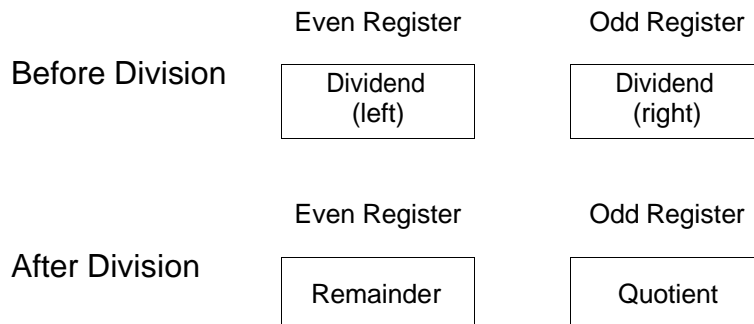 Even Register Odd Register
Before Division
Dividend Dividend
(left) (right)
Even Register Odd Register
After Division
Remainder Quotient